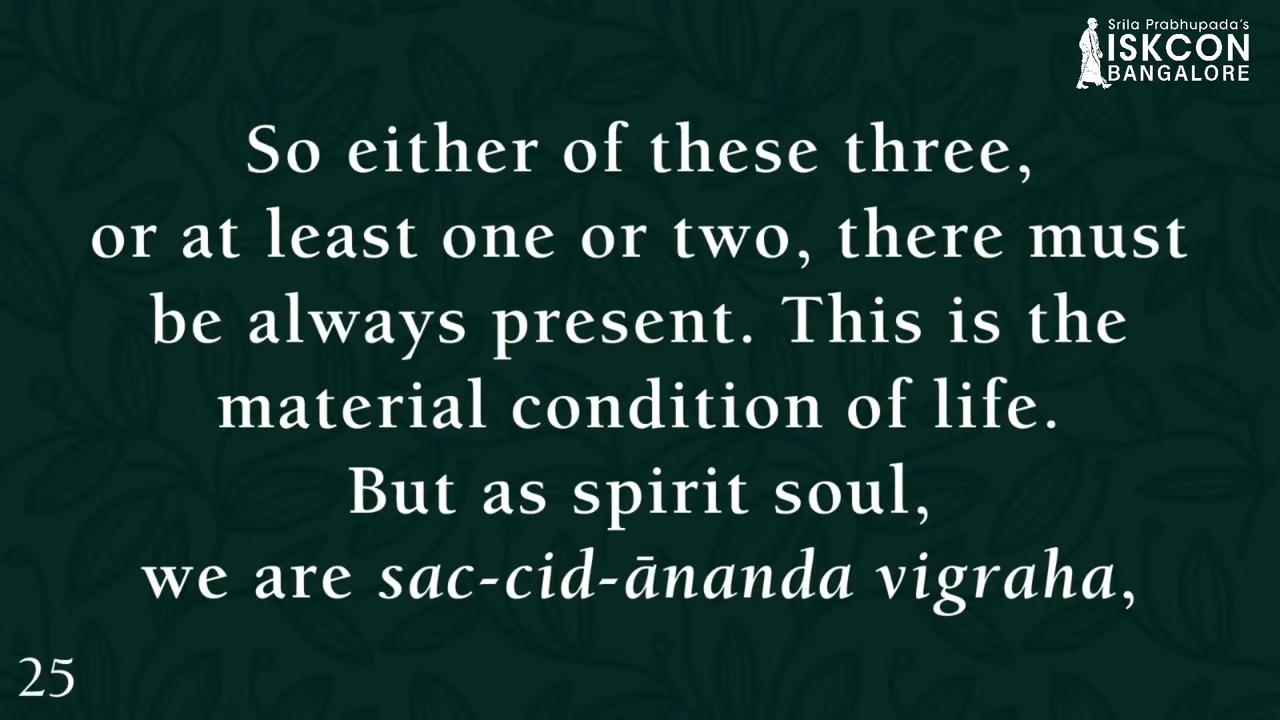 Srila Prabhupada's
ISKCON
BANGALORE
So either of these three,
or at least one or two, there must
be always present. This is the
material condition of life.
But as spirit soul,
we are sac-cid-ānanda vigraha,
25